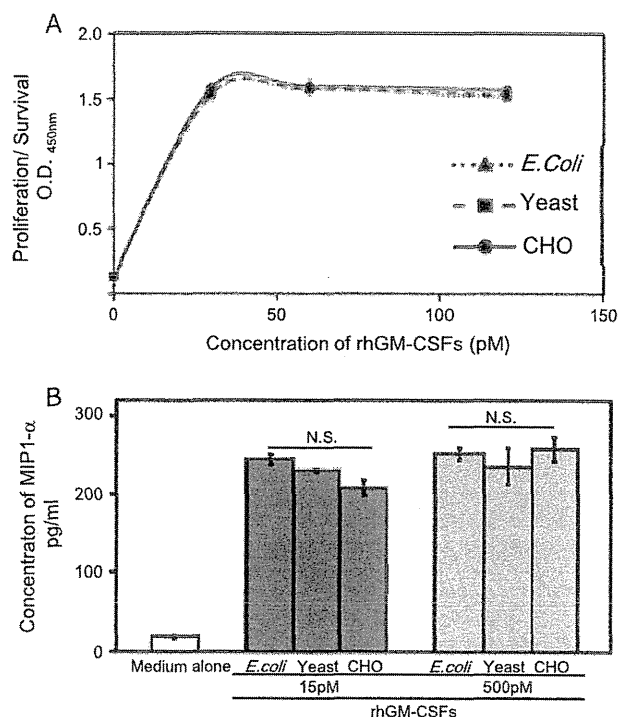 A
Proliferation/ Survival
O.D. 450nm
2.0
1.5
1
0.5
0
50
100
150
E.Coli
Yeast
CHO
Concentration of rhGM-CSFs (pM)
B
Concentraton of MIP1-α
pg/ml
300
200
100
0
N.S.
N.S.
Medium alone E.coli Yeast CHO E.coli Yeast CHO
15pM 500pM
rhGM-CSFs